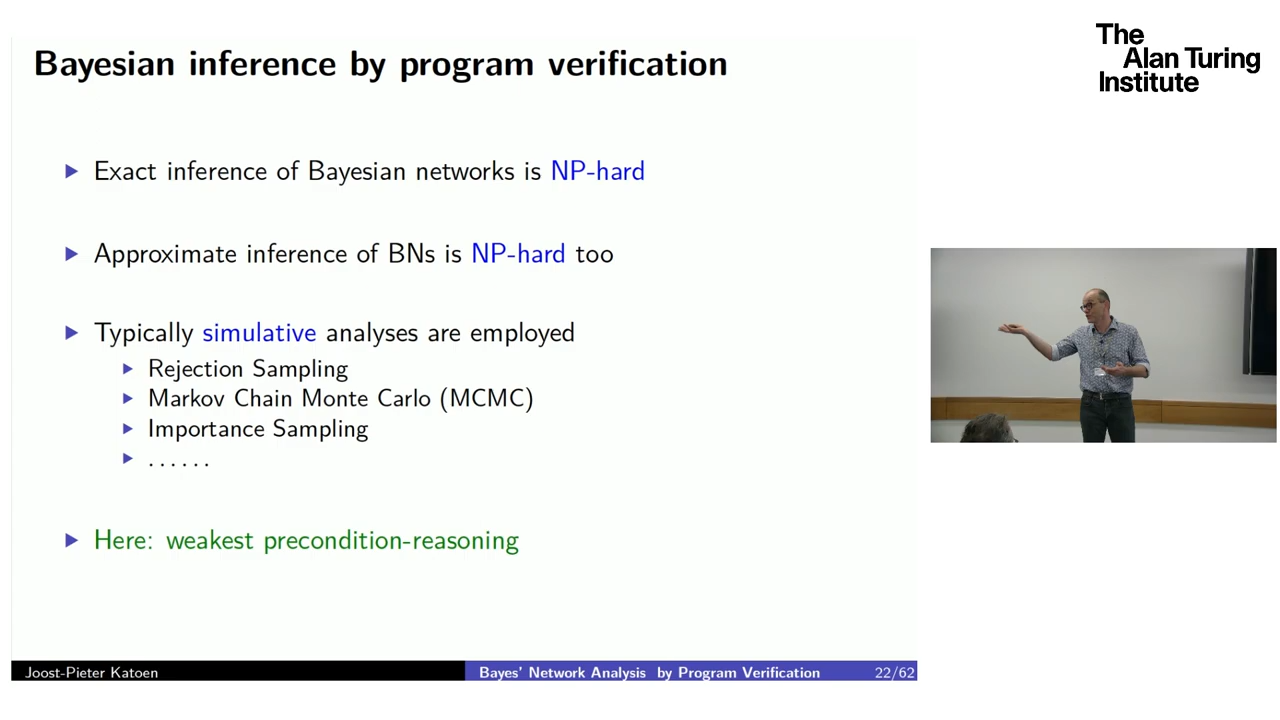 Bayesian inference by program verification
The
Alan Turing
Institute
Exact inference of Bayesian networks is NP-hard
Approximate inference of BNs is NP-hard too
Typically simulative analyses are employed
Rejection Sampling
Markov Chain Monte Carlo (MCMC)
Importance Sampling
. . . . . .
Here: weakest precondition-reasoning
Joost-Pieter Katoen
Bayes' Network Analysis by Program Verification
22/62